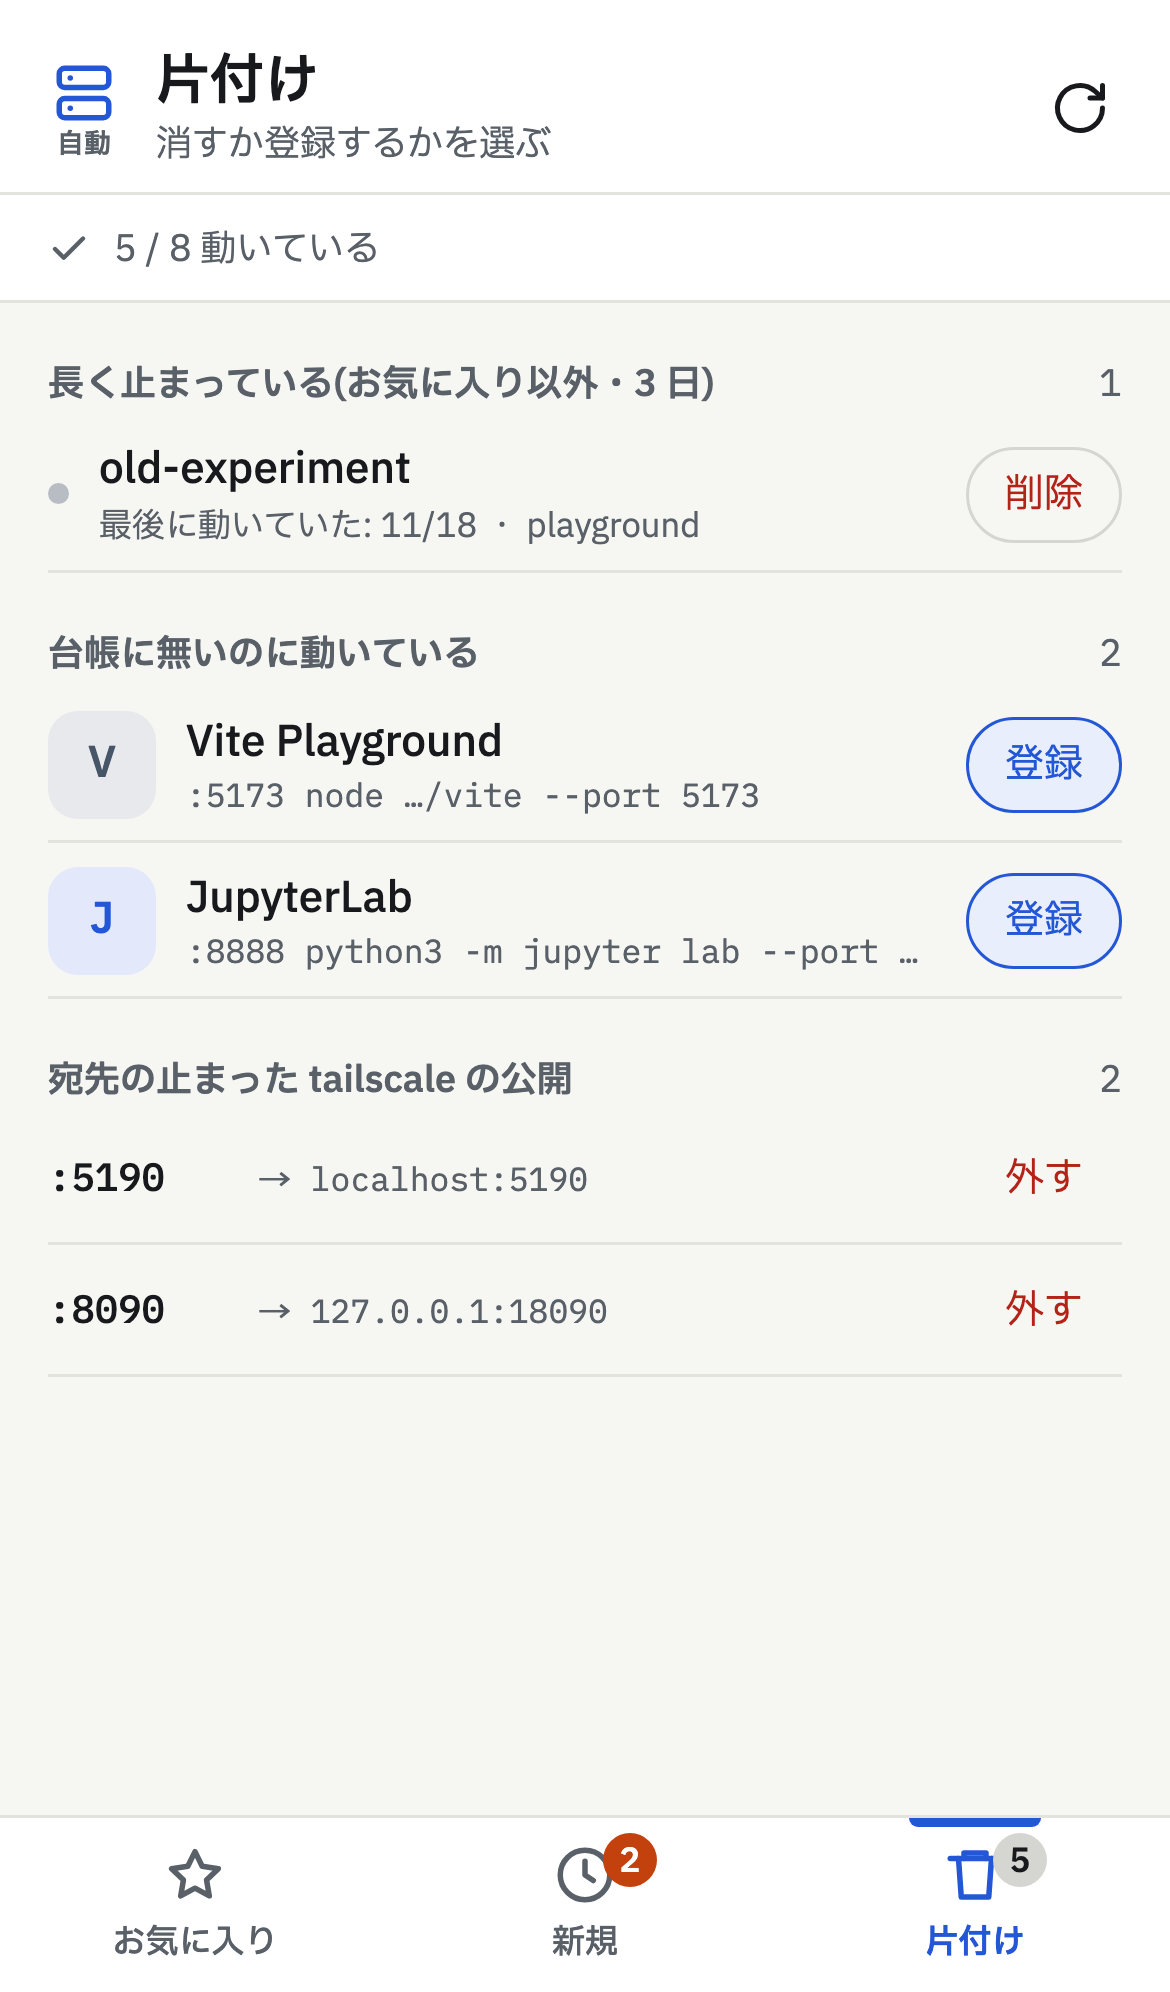 片付け
自動
消すか登録するかを選ぶ
5 / 8 動いている
長く止まっている(お気に入り以外・3 日)
1
old-experiment
最後に動いていた: 11/18 · playground
削除
台帳に無いのに動いている
2
V
Vite Playground
:5173 node …/vite --port 5173
登録
J
JupyterLab
:8888 python3 -m jupyter lab --port …
登録
宛先の止まった tailscale の公開
2
:5190 → localhost:5190
外す
:8090 → 127.0.0.1:18090
外す
2
5
お気に入り
新規
片付け